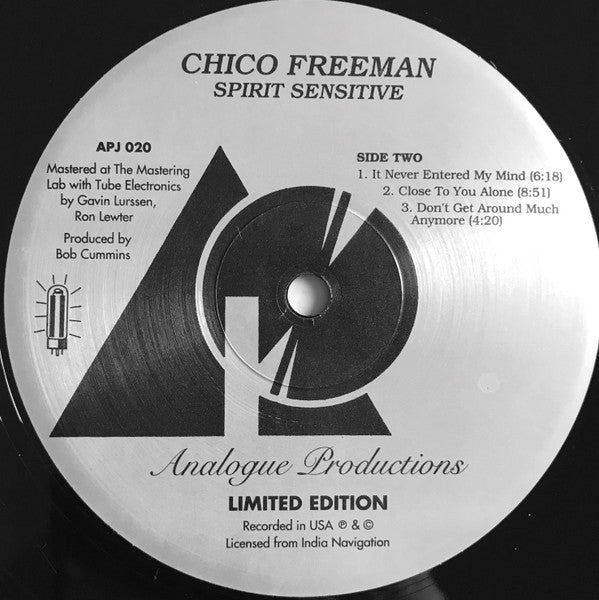 CHICO FREEMAN
SPIRIT SENSITIVE
APJ 020
Mastered at The Mastering
Lab with Tube Electronics
by Gavin Lurssen,
Ron Lewter
Produced by
Bob Cummins
SIDE TWO
1. It Never Entered My Mind (6:18)
2. Close To You Alone (8:51)
3. Don't Get Around Much
Anymore (4:20)
Analogue Productions
LIMITED EDITION
Recorded in USA ℗ & ©
Licensed from India Navigation